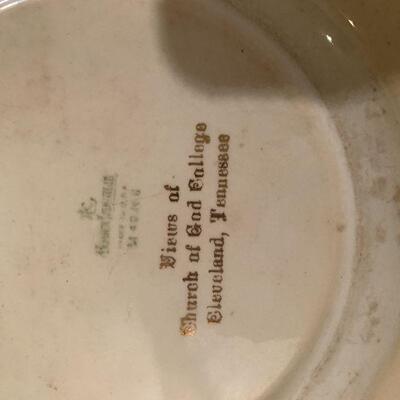 Views of
Church of God College
Cleveland, Tennessee